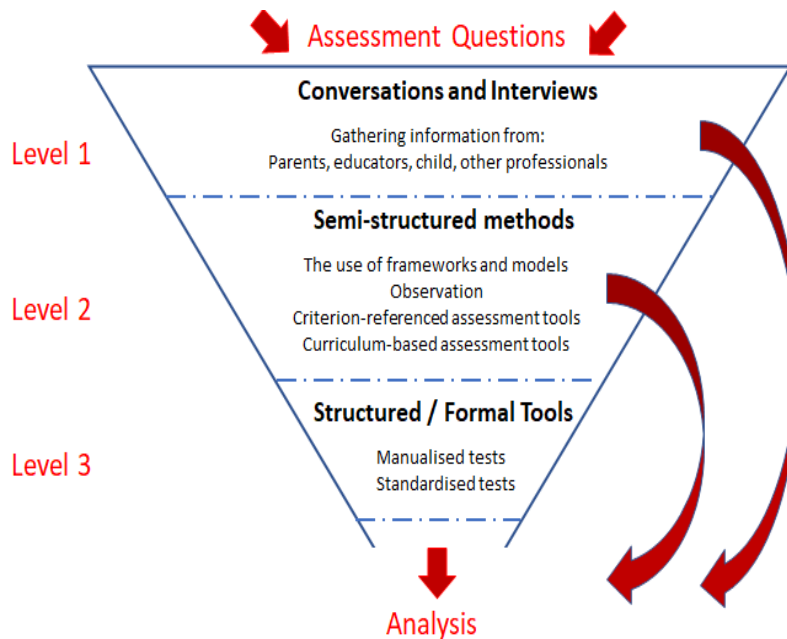 Assessment Questions
Conversations and Interviews
Level 1
Gathering information from:
Parents, educators, child, other professionals
Semi-structured methods
Level 2
The use of frameworks and models
Observation
Criterion-referenced assessment tools
Curriculum-based assessment tools
Structured / Formal Tools
Level 3
Manualised tests
Standardised tests
Analysis